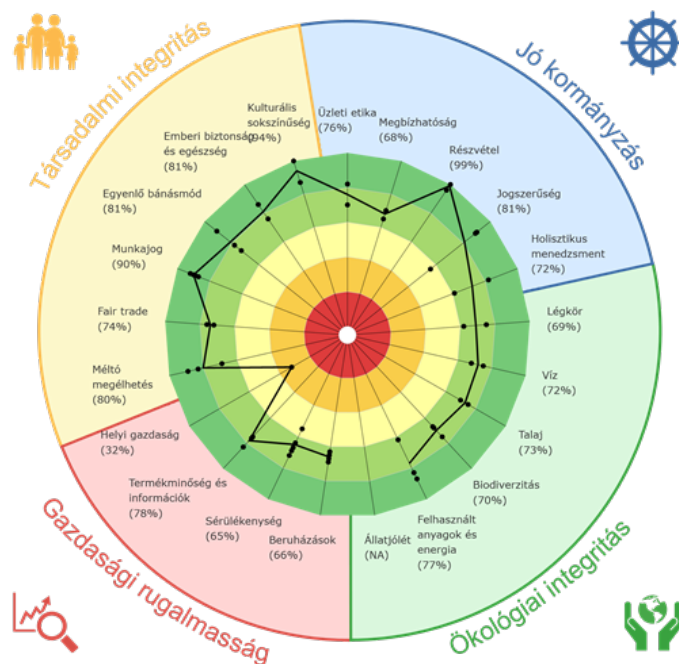 Társadalmi integritás
Jó kormányzás
Ökológiai integritás
Gazdasági rugalmasság
Üzleti etika
(76%)
Megbízhatóság
(68%)
Részvétel
(99%)
Jogszerűség
(81%)
Holisztikus
menedzsment
(72%)
Légkör
(69%)
Víz
(72%)
Talaj
(73%)
Biodiverzitás
(70%)
Felhasznált
anyagok és
energia
(77%)
Állatjólét
(NA)
Beruházások
(66%)
Sérülékenység
(65%)
Termékminőség és
információk
(78%)
Helyi gazdaság
(32%)
Méltó
megélhetés
(80%)
Fair trade
(74%)
Munkajog
(90%)
Egyenlő bánásmód
(81%)
Emberi biztonság
és egészség
(81%)
Kulturális
sokszínűség
(94%)